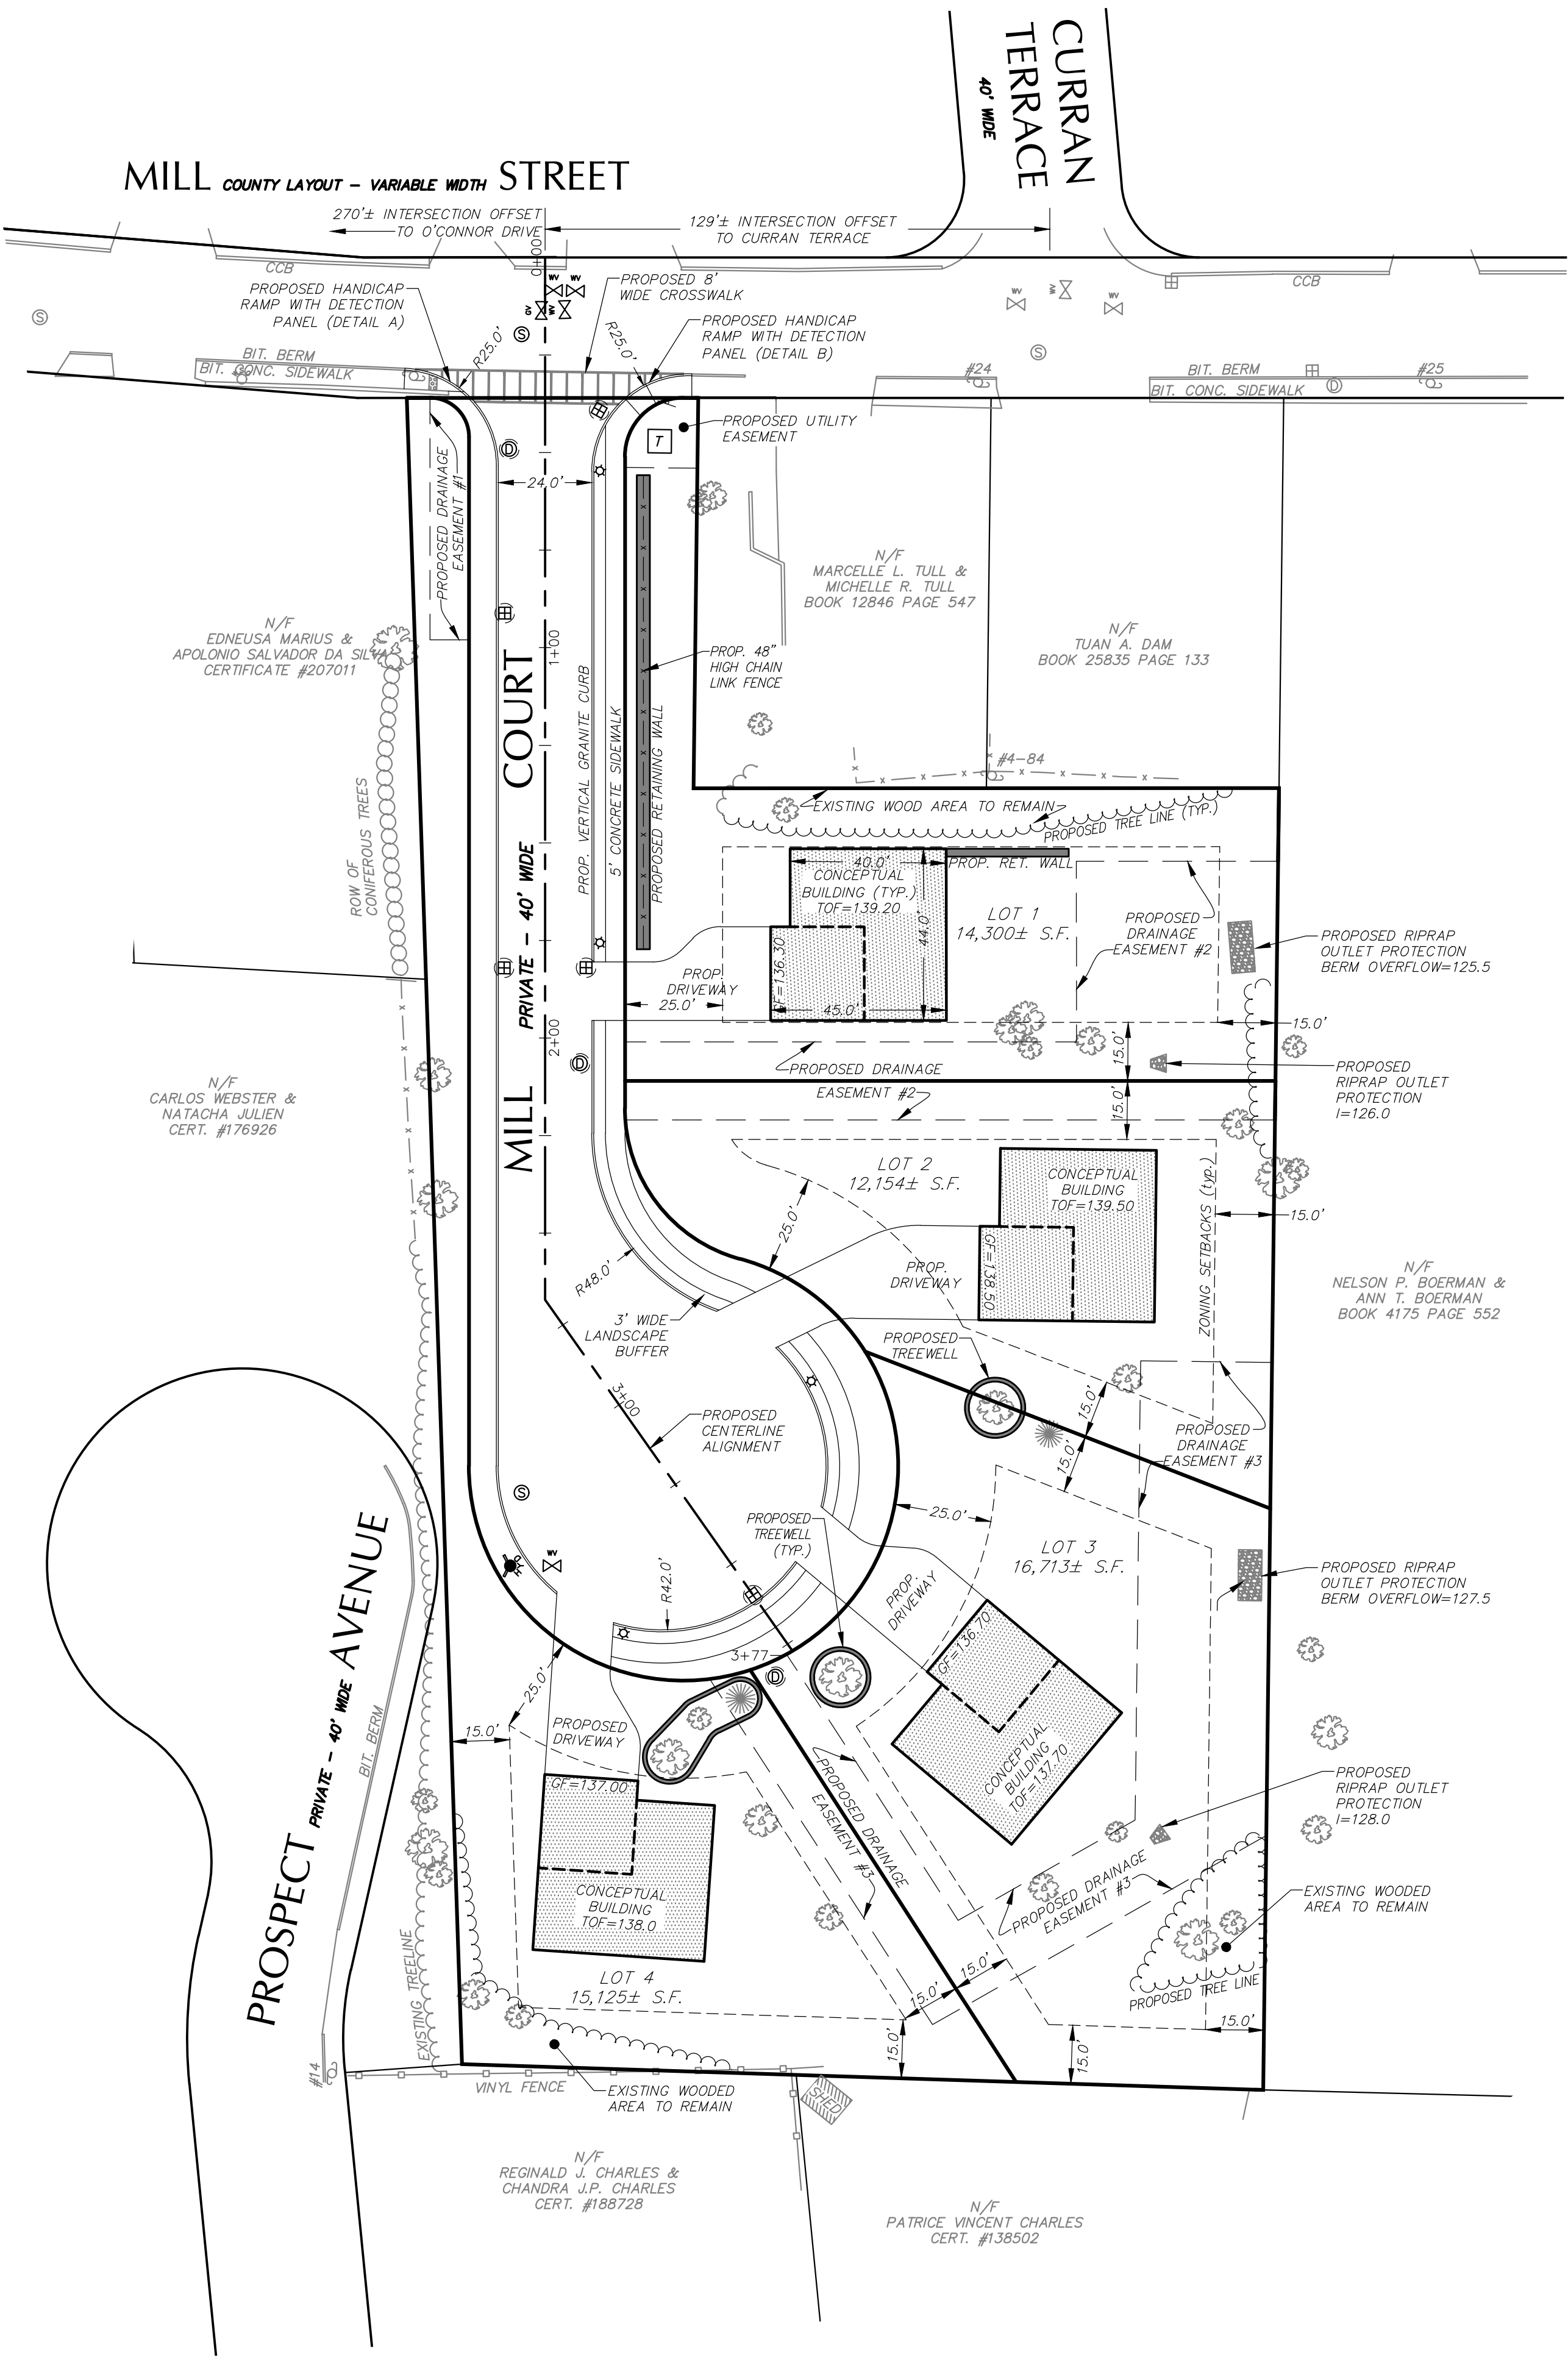 CURRAN
TERRACE
40' WIDE
MILL COUNTY LAYOUT - VARIABLE WIDTH STREET
270'± INTERSECTION OFFSET
TO O'CONNOR DRIVE
129'± INTERSECTION OFFSET
TO CURRAN TERRACE
0+00
CCB
CCB
PROPOSED HANDICAP
RAMP WITH DETECTION
PANEL (DETAIL A)
WV
WV
GV
WV
PROPOSED 8'
WIDE CROSSWALK
WV
WV
WV
S
S
S
PROPOSED HANDICAP
RAMP WITH DETECTION
PANEL (DETAIL B)
R25.0'
R25.0'
BIT. BERM
BIT. CONC. SIDEWALK
#24
BIT. BERM
BIT. CONC. SIDEWALK
#25
D
PROPOSED UTILITY
EASEMENT
T
D
24.0'
PROPOSED DRAINAGE
EASEMENT #1
N/F
MARCELLE L. TULL &
MICHELLE R. TULL
BOOK 12846 PAGE 547
N/F
EDNEUSA MARIUS &
APOLONIO SALVADOR DA SILVA
CERTIFICATE #207011
N/F
TUAN A. DAM
BOOK 25835 PAGE 133
1+00
PROP. 48"
HIGH CHAIN
LINK FENCE
MILL PRIVATE - 40' WIDE COURT
PROP. VERTICAL GRANITE CURB
5' CONCRETE SIDEWALK
PROPOSED RETAINING WALL
ROW OF
CONIFEROUS TREES
#4-84
EXISTING WOOD AREA TO REMAIN
PROPOSED TREE LINE (TYP.)
40.0'
PROP. RET. WALL
CONCEPTUAL
BUILDING (TYP.)
TOF=139.20
44.0'
LOT 1
14,300± S.F.
PROPOSED
DRAINAGE
EASEMENT #2
PROPOSED RIPRAP
OUTLET PROTECTION
BERM OVERFLOW=125.5
GF=136.30
PROP.
DRIVEWAY
25.0'
45.0'
15.0'
15.0'
2+00
D
PROPOSED DRAINAGE
EASEMENT #2
15.0'
PROPOSED
RIPRAP OUTLET
PROTECTION
I=126.0
N/F
CARLOS WEBSTER &
NATACHA JULIEN
CERT. #176926
LOT 2
12,154± S.F.
CONCEPTUAL
BUILDING
TOF=139.50
GF=138.50
ZONING SETBACKS (typ.)
15.0'
25.0'
R48.0'
PROP.
DRIVEWAY
N/F
NELSON P. BOERMAN &
ANN T. BOERMAN
BOOK 4175 PAGE 552
3' WIDE
LANDSCAPE
BUFFER
PROPOSED
TREEWELL
3+00
PROPOSED
CENTERLINE
ALIGNMENT
15.0'
15.0'
PROPOSED
DRAINAGE
EASEMENT #3
S
25.0'
PROPOSED
TREEWELL
(TYP.)
LOT 3
16,713± S.F.
HYD
WV
R42.0'
PROP.
DRIVEWAY
PROPOSED RIPRAP
OUTLET PROTECTION
BERM OVERFLOW=127.5
PROSPECT PRIVATE - 40' WIDE AVENUE
BIT. BERM
3+77
D
GF=136.70
25.0'
15.0'
PROPOSED
DRIVEWAY
CONCEPTUAL
BUILDING
TOF=137.70
GF=137.00
PROPOSED DRAINAGE
EASEMENT #3
PROPOSED
RIPRAP OUTLET
PROTECTION
I=128.0
CONCEPTUAL
BUILDING
TOF=138.0
PROPOSED DRAINAGE
EASEMENT #3
EXISTING WOODED
AREA TO REMAIN
LOT 4
15,125± S.F.
15.0'
15.0'
PROPOSED TREE LINE
15.0'
15.0'
15.0'
EXISTING TREELINE
#14
VINYL FENCE
EXISTING WOODED
AREA TO REMAIN
SHED
N/F
REGINALD J. CHARLES &
CHANDRA J.P. CHARLES
CERT. #188728
N/F
PATRICE VINCENT CHARLES
CERT. #138502